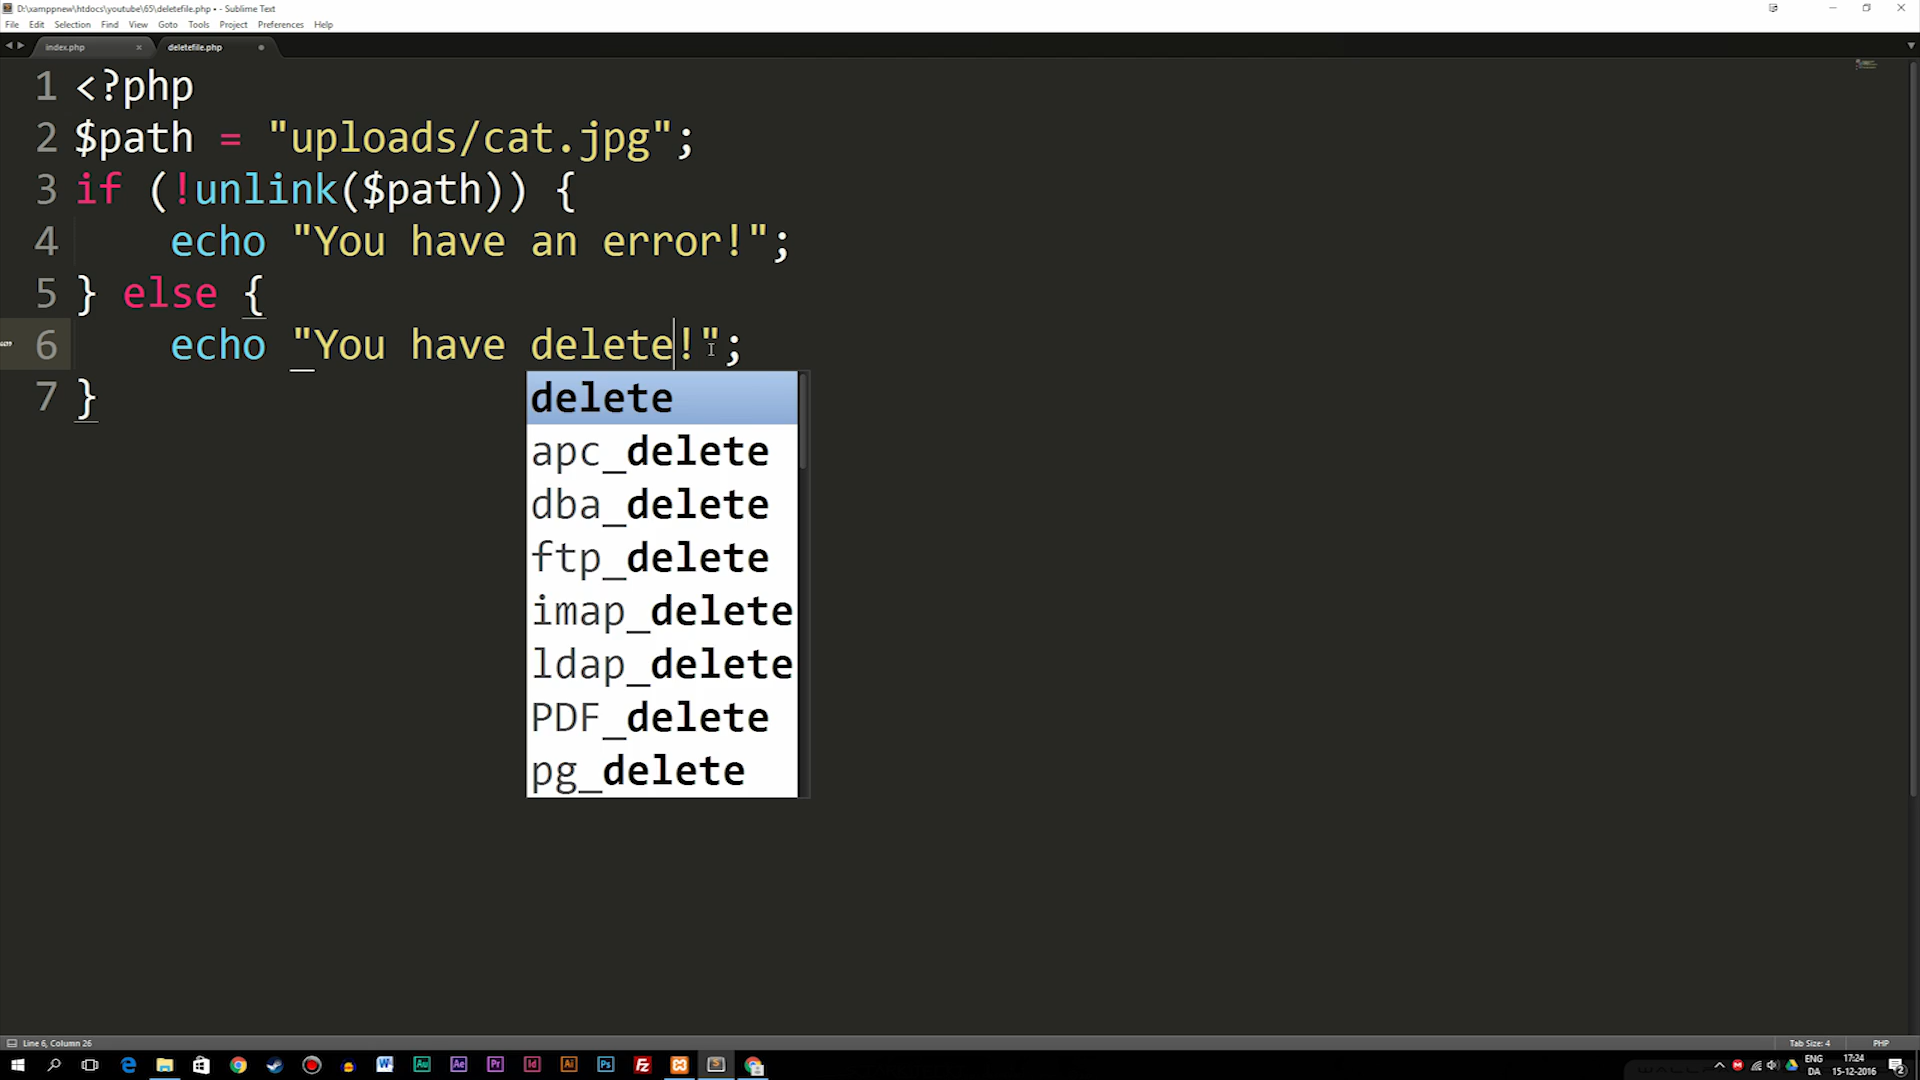 D:\xamppnew\htdocs\youtube\65\deletefile.php • - Sublime Text
File Edit Selection Find View Goto Tools Project Preferences Help
index.php deletefile.php
1 <?php
2 $path = "uploads/cat.jpg";
3 if (!unlink($path)) {
4 echo "You have an error!";
5 } else {
6 echo "You have delete!";
7 }
delete
apc_delete
dba_delete
ftp_delete
imap_delete
ldap_delete
PDF_delete
pg_delete
Line 6, Column 26 Tab Size: 4 PHP
ENG 17:24
DA 15-12-2016